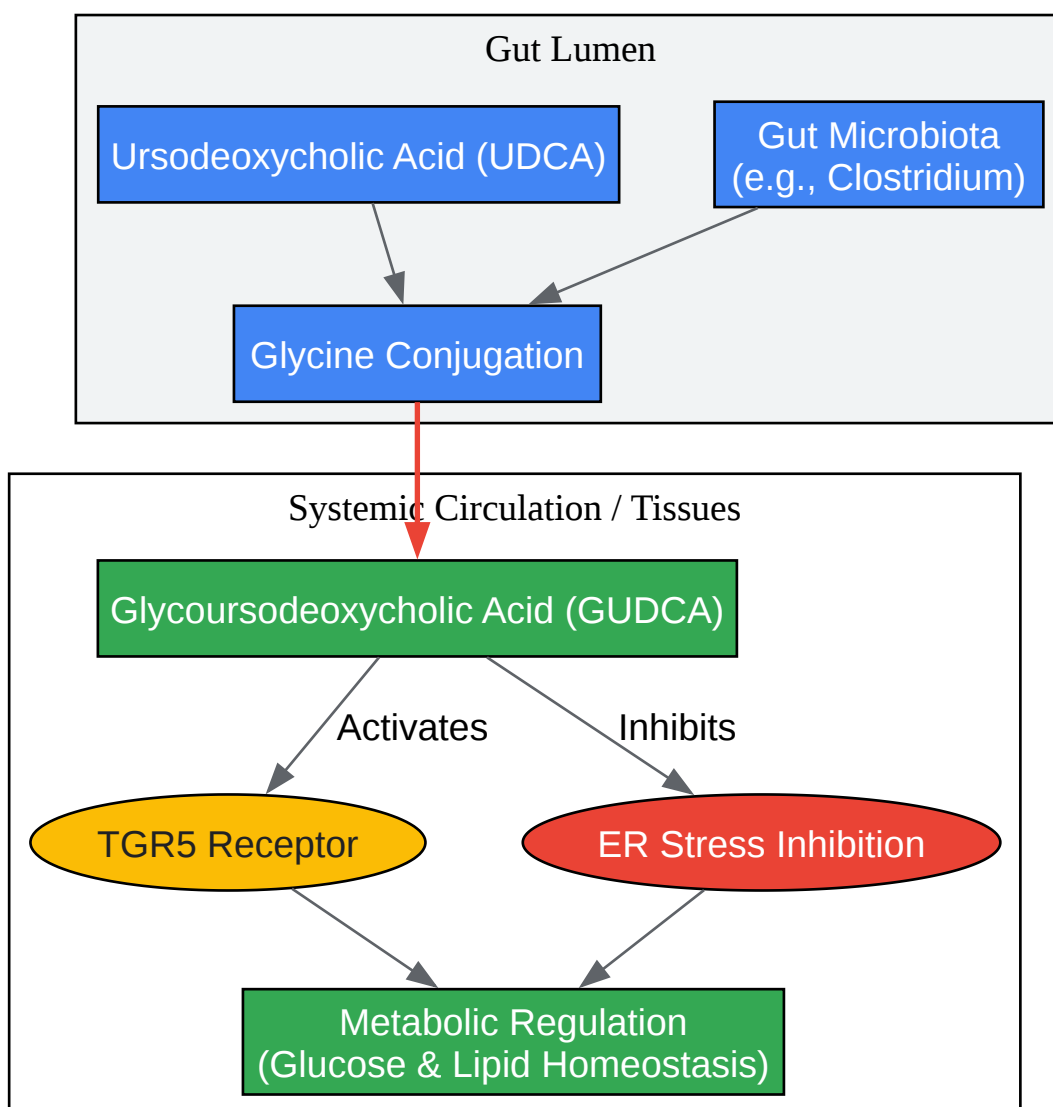 Gut Lumen
Ursodeoxycholic Acid (UDCA)
Gut Microbiota
(e.g., Clostridium)
Glycine Conjugation
Systemic Circulation / Tissues
Glycoursodeoxycholic Acid (GUDCA)
Activates
Inhibits
TGR5 Receptor
ER Stress Inhibition
Metabolic Regulation
(Glucose & Lipid Homeostasis)